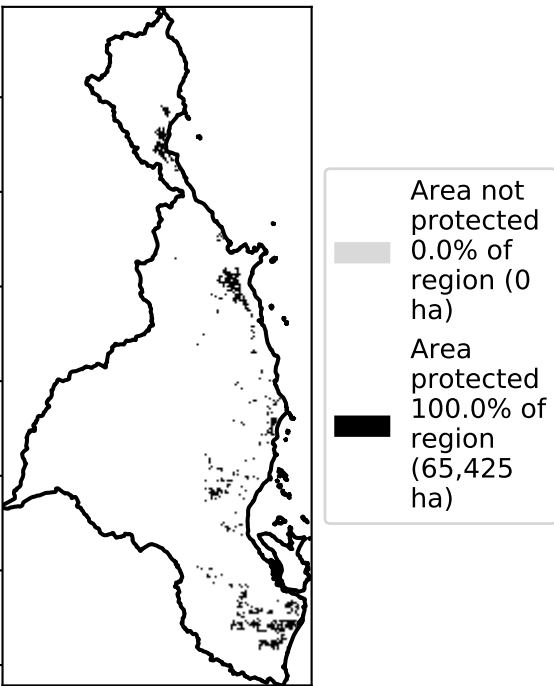 Area not
protected
0.0% of
region (0
ha)
Area
protected
100.0% of
region
(65,425
ha)